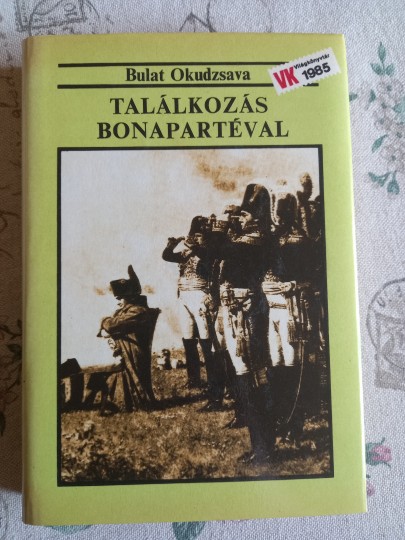 Bulat Okudzsava
VK Világkönyvtár
1985
TALÁLKOZÁS
BONAPARTÉVAL